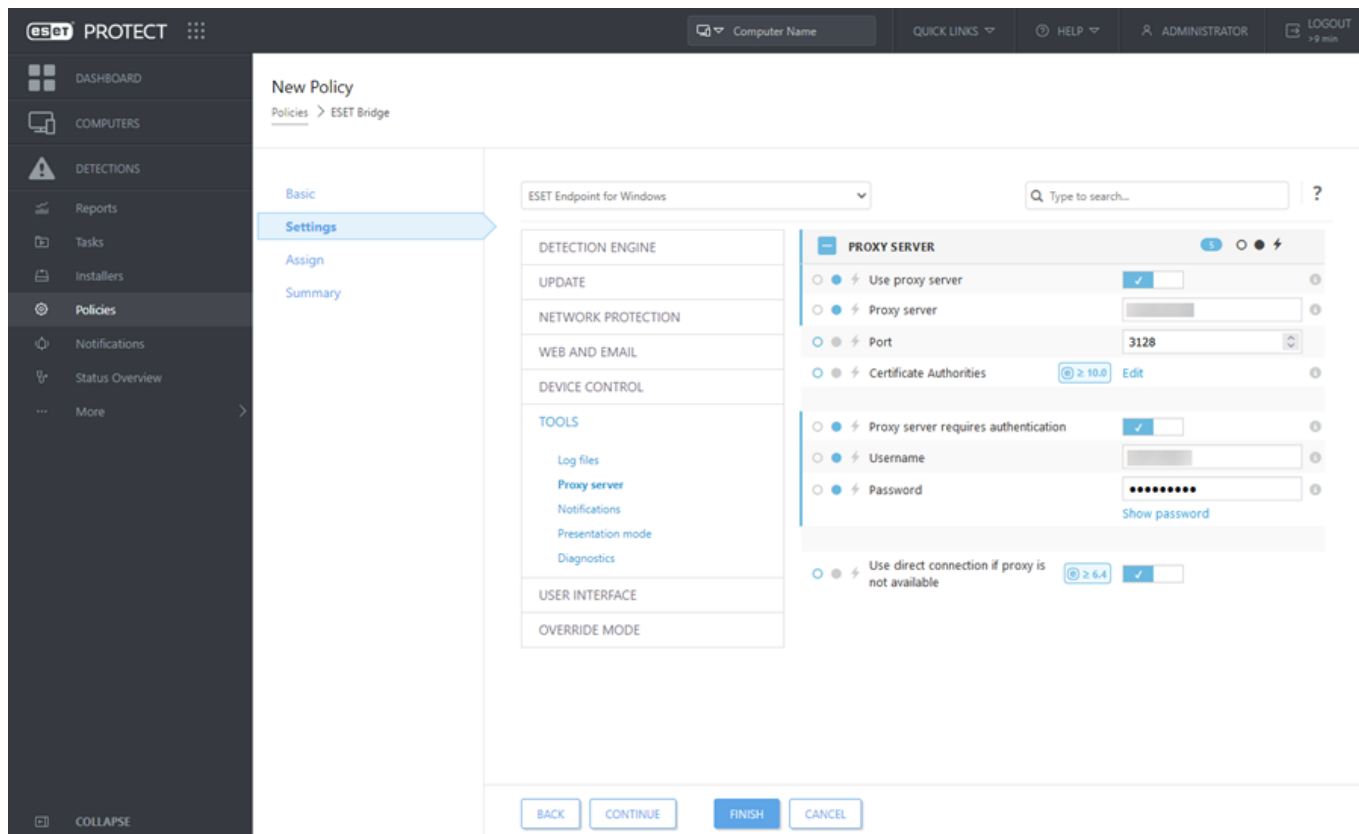 eset PROTECT
Computer Name
QUICK LINKS
HELP
ADMINISTRATOR
LOGOUT
>9 min
DASHBOARD
COMPUTERS
DETECTIONS
Reports
Tasks
Installers
Policies
Notifications
Status Overview
More
COLLAPSE
New Policy
Policies > ESET Bridge
Basic
Settings
Assign
Summary
ESET Endpoint for Windows
Type to search...
?
DETECTION ENGINE
UPDATE
NETWORK PROTECTION
WEB AND EMAIL
DEVICE CONTROL
TOOLS
Log files
Proxy server
Notifications
Presentation mode
Diagnostics
USER INTERFACE
OVERRIDE MODE
PROXY SERVER
5
Use proxy server
Proxy server
Port
3128
Certificate Authorities
≥ 10.0
Edit
Proxy server requires authentication
Username
Password
•••••••••
Show password
Use direct connection if proxy is
not available
≥ 6.4
BACK
CONTINUE
FINISH
CANCEL